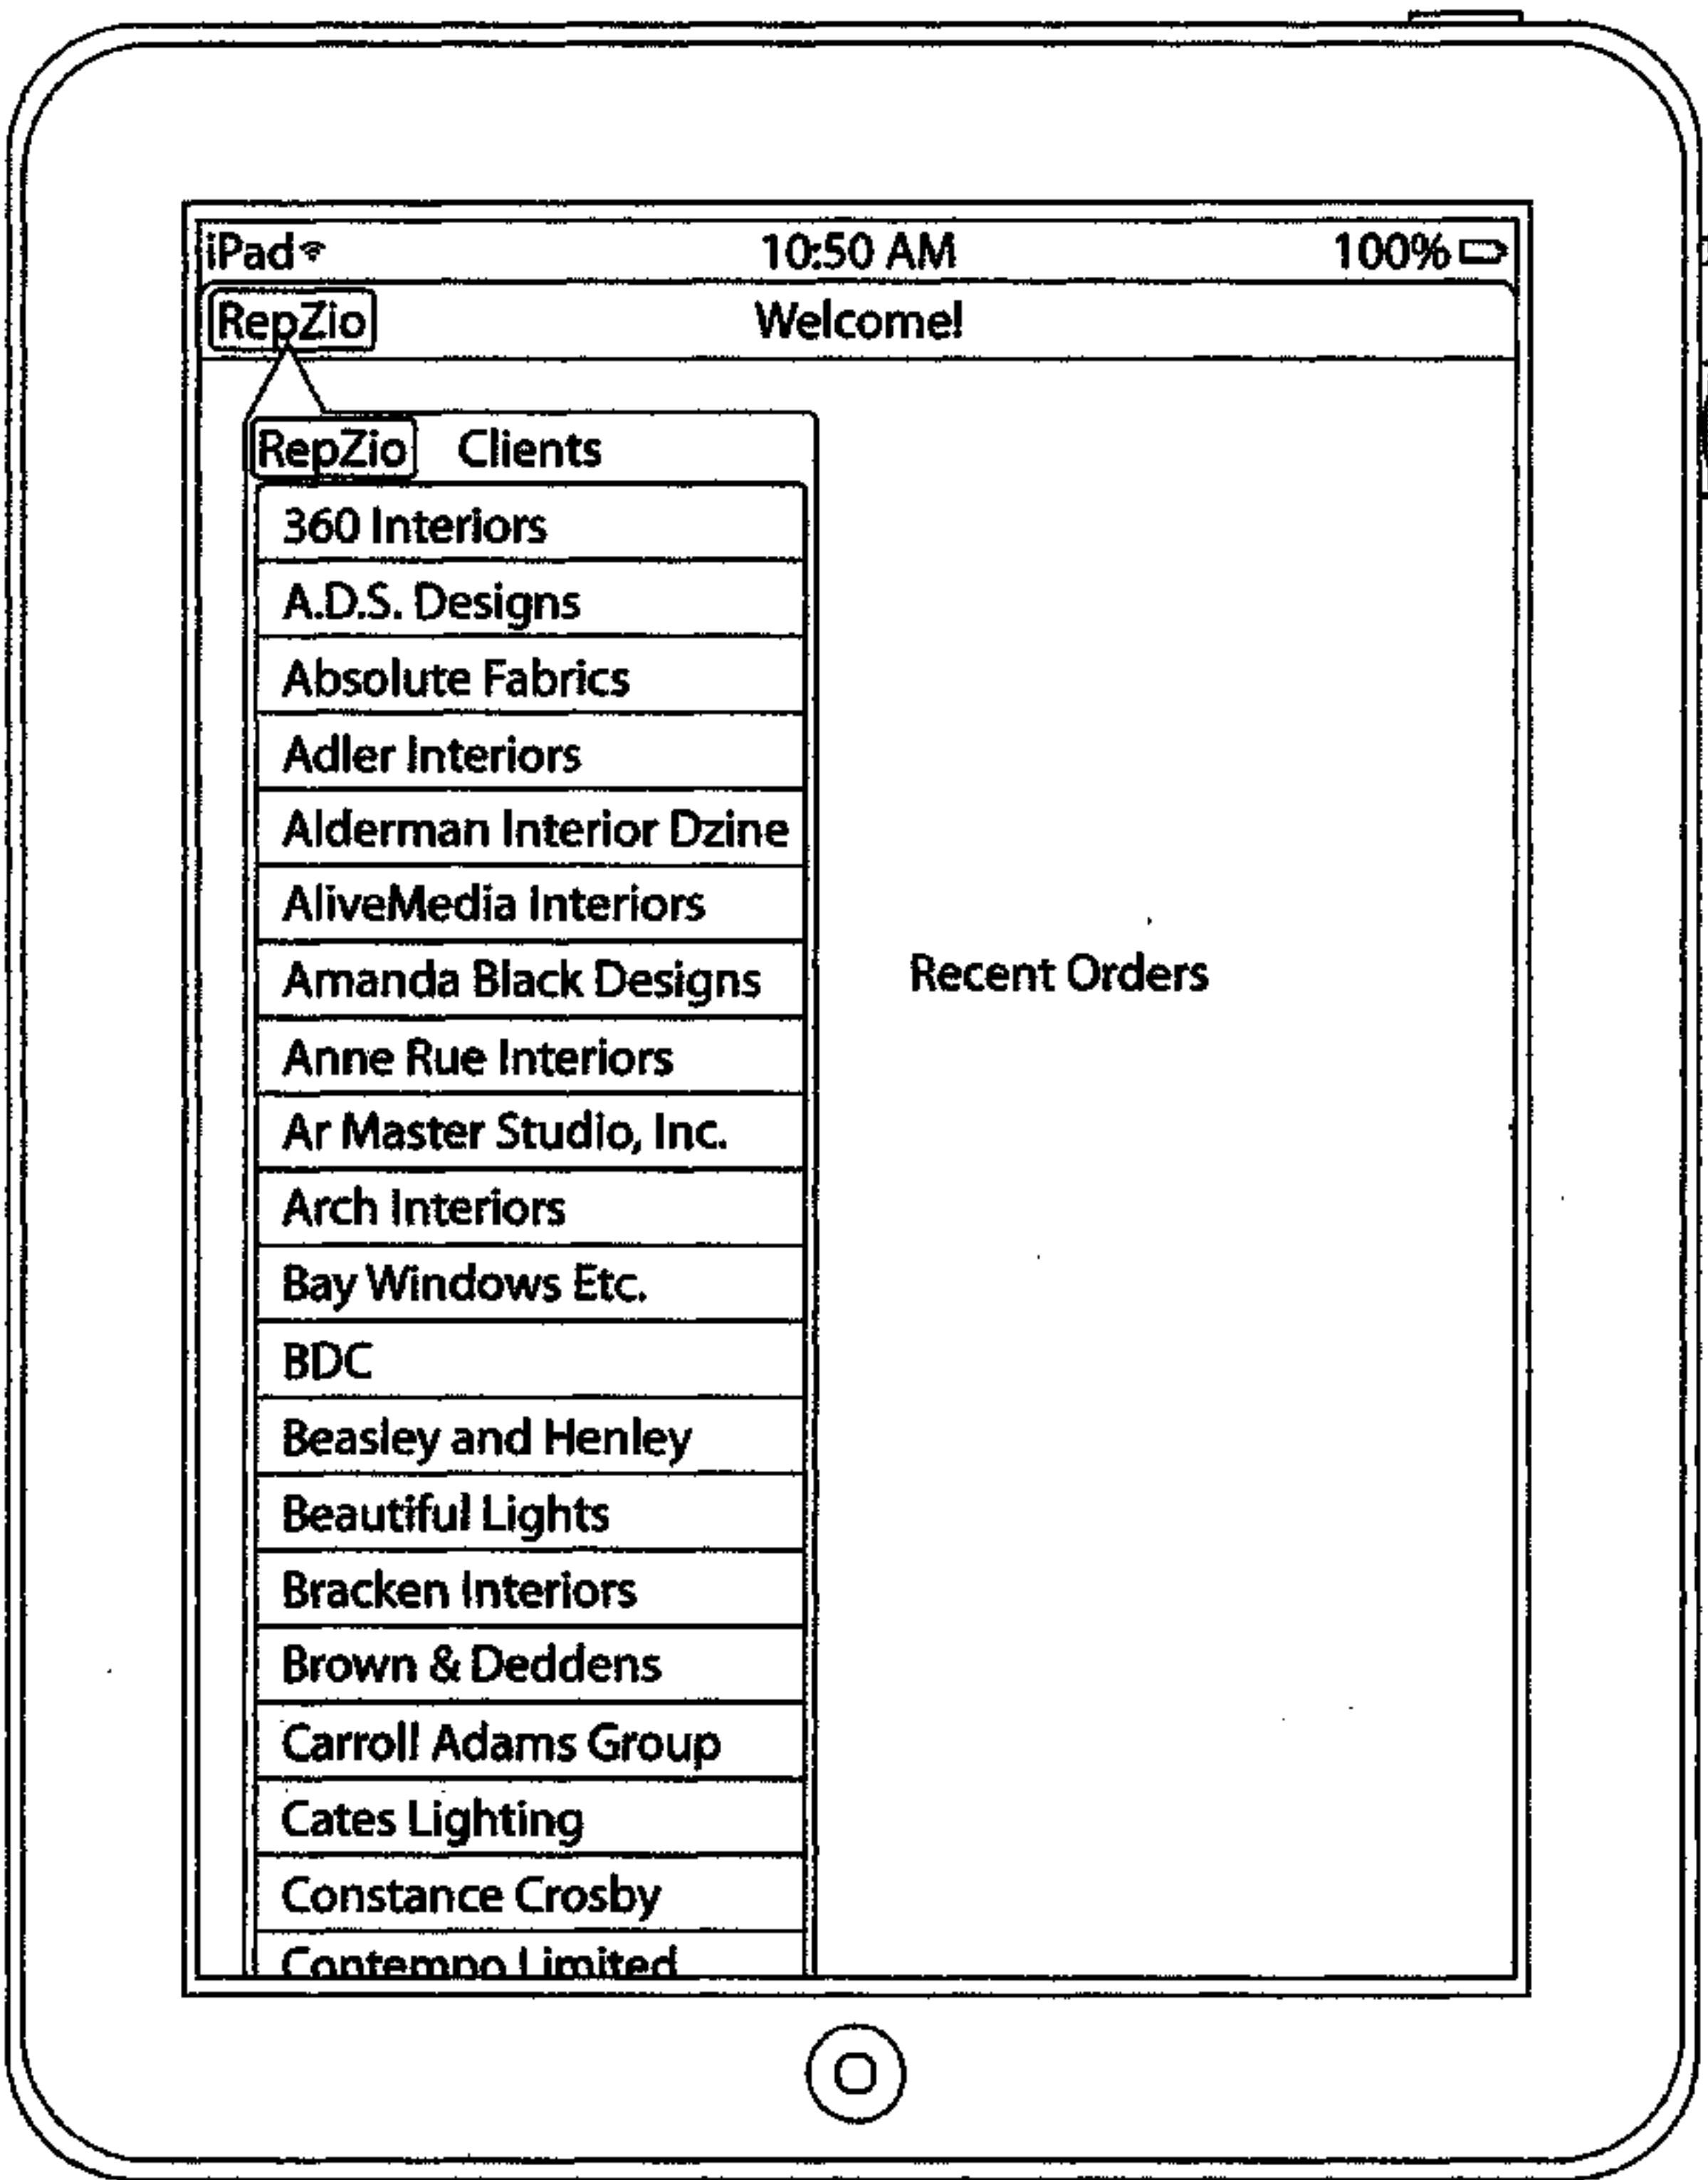 iPad 10:50 AM 100%
RepZio Welcome!
RepZio Clients
360 Interiors
A.D.S. Designs
Absolute Fabrics
Adler Interiors
Alderman Interior Dzine
AliveMedia Interiors
Amanda Black Designs
Recent Orders
Anne Rue Interiors
Ar Master Studio, Inc.
Arch Interiors
Bay Windows Etc.
BDC
Beasley and Henley
Beautiful Lights
Bracken Interiors
Brown & Deddens
Carroll Adams Group
Cates Lighting
Constance Crosby
Contempo Limited